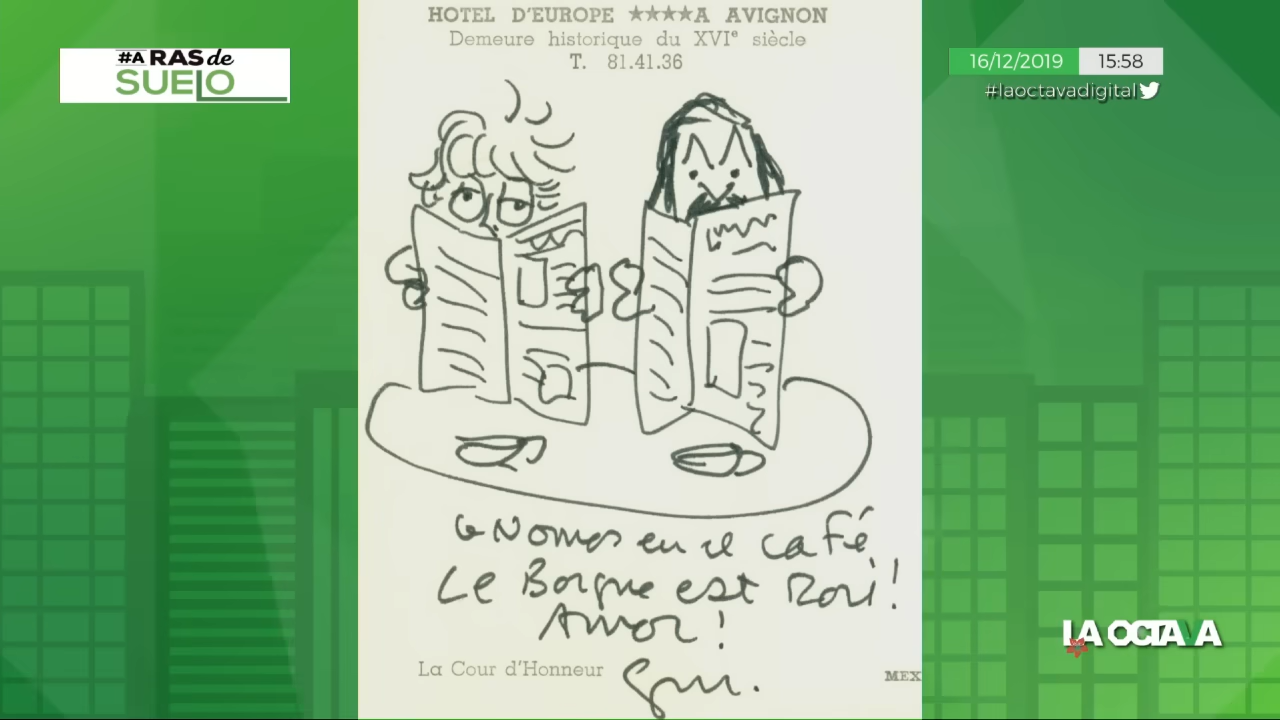 HOTEL D'EUROPE ★★★★A AVIGNON
Demeure historique du XVIᵉ siècle
T. 81.41.36
#A RAS de
SUELO
16/12/2019 15:58
#laoctavadigital
GNomos en el café
Le Borgne est Roi!
Amor!
LA OCTAVA
La Cour d'Honneur
MEX